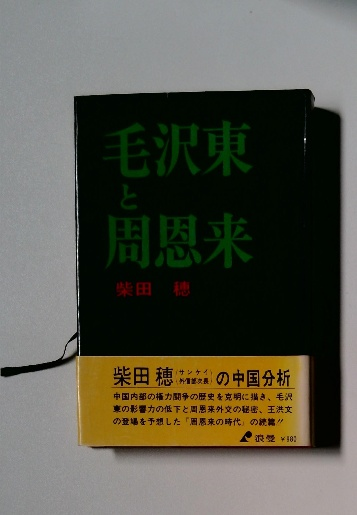 毛沢東
と
周恩来
柴田 穂
柴田 穂(サンケイ外信部次長)の中国分析
中国内部の権力闘争の歴史を克明に描き、毛沢
東の影響力の低下と周恩来外交の秘密、王洪文
の登場を予想した「周恩来の時代」の続篇!!
浪曼 ¥980